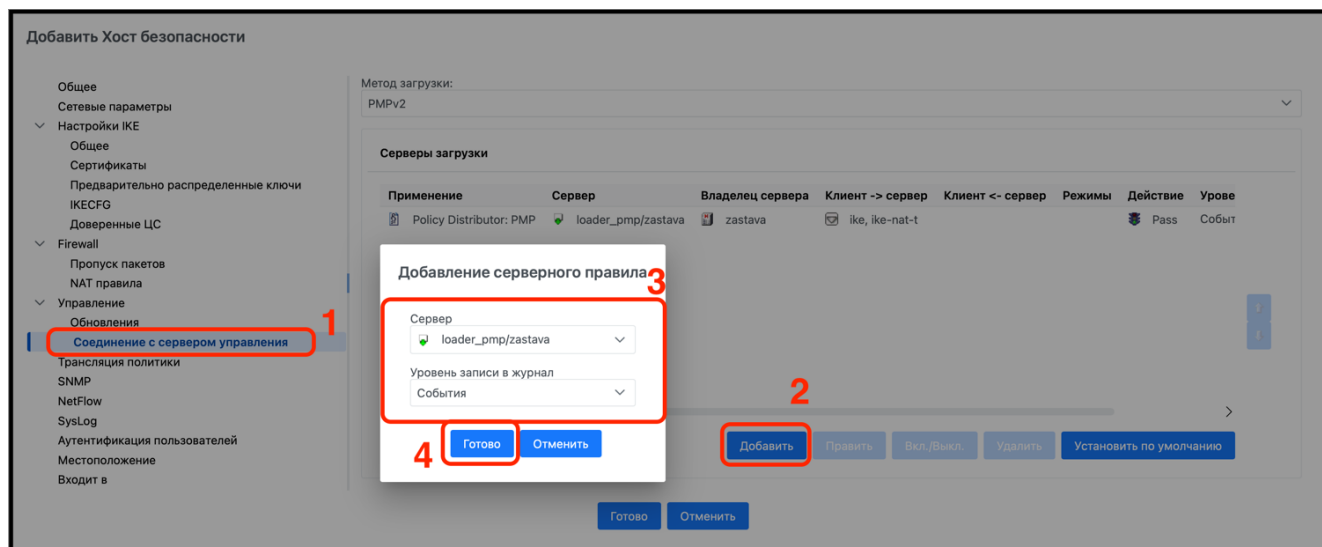 Добавить Хост безопасности
Общее
Сетевые параметры
Настройки IKE
Общее
Сертификаты
Предварительно распределенные ключи
IKECFG
Доверенные ЦС
Firewall
Пропуск пакетов
NAT правила
Управление
Обновления
1
Соединение с сервером управления
Трансляция политики
SNMP
NetFlow
SysLog
Аутентификация пользователей
Местоположение
Входит в
Метод загрузки:
PMPv2
Серверы загрузки
Применение Сервер Владелец сервера Клиент -> сервер Клиент <- сервер Режимы Действие Урове
Policy Distributor: PMP loader_pmp/zastava zastava ike, ike-nat-t Pass Событ
Добавление серверного правила
3
Сервер
loader_pmp/zastava
Уровень записи в журнал
События
4
Готово Отменить
2
Добавить Править Вкл./Выкл. Удалить Установить по умолчанию
Готово Отменить